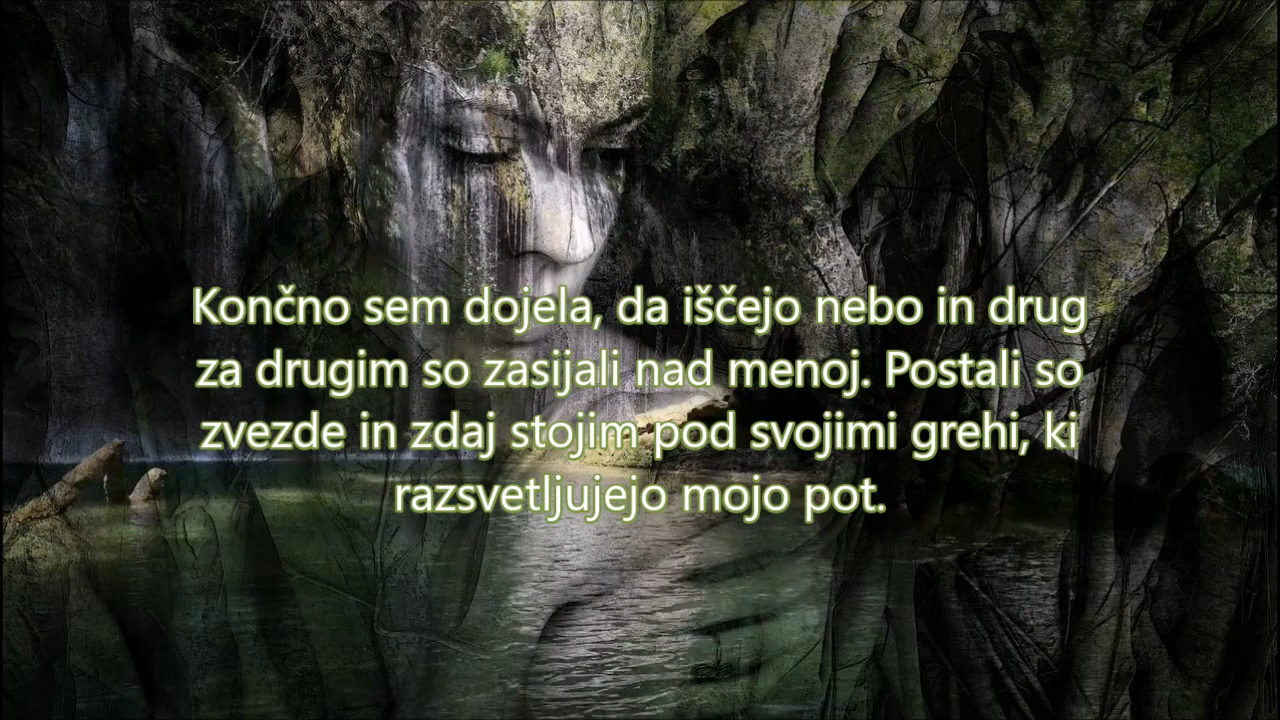 Končno sem dojela, da iščejo nebo in drug
za drugim so zasijali nad menoj. Postali so
zvezde in zdaj stojim pod svojimi grehi, ki
razsvetljujejo mojo pot.